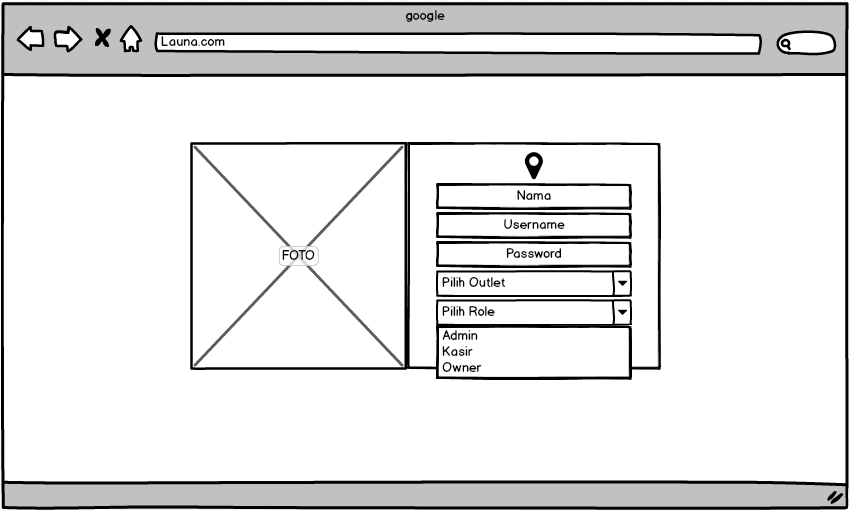 google
Launa.com
FOTO
Nama
Username
Password
Pilih Outlet
Pilih Role
Admin
Kasir
Owner